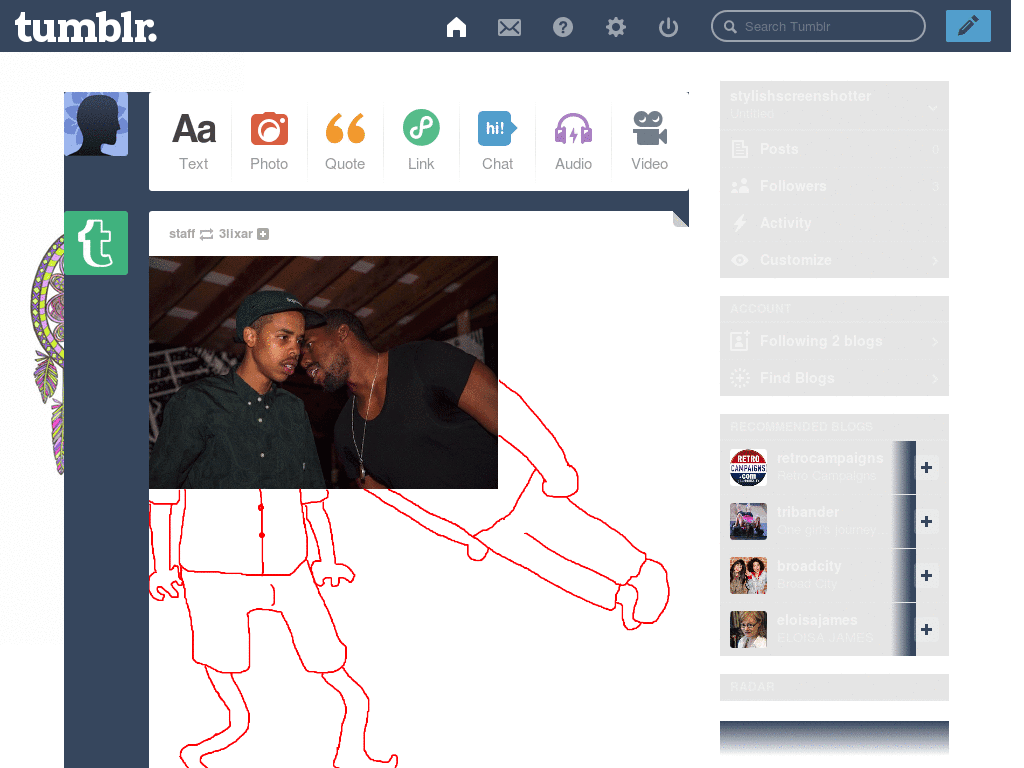 tumblr.
Search Tumblr
Aa
Text
Photo
Quote
Link
hi!
Chat
Audio
Video
staff 3lixar
stylishscreenshotter
Untitled
Posts 0
Followers 0
Activity
Customize
ACCOUNT
Following 2 blogs
Find Blogs
RECOMMENDED BLOGS
RETRO
CAMPAIGNS
.COM
retrocampaigns
Retro Campaigns
tribander
One girl's journey
broadcity
Broad City
eloisajames
ELOISA JAMES
RADAR